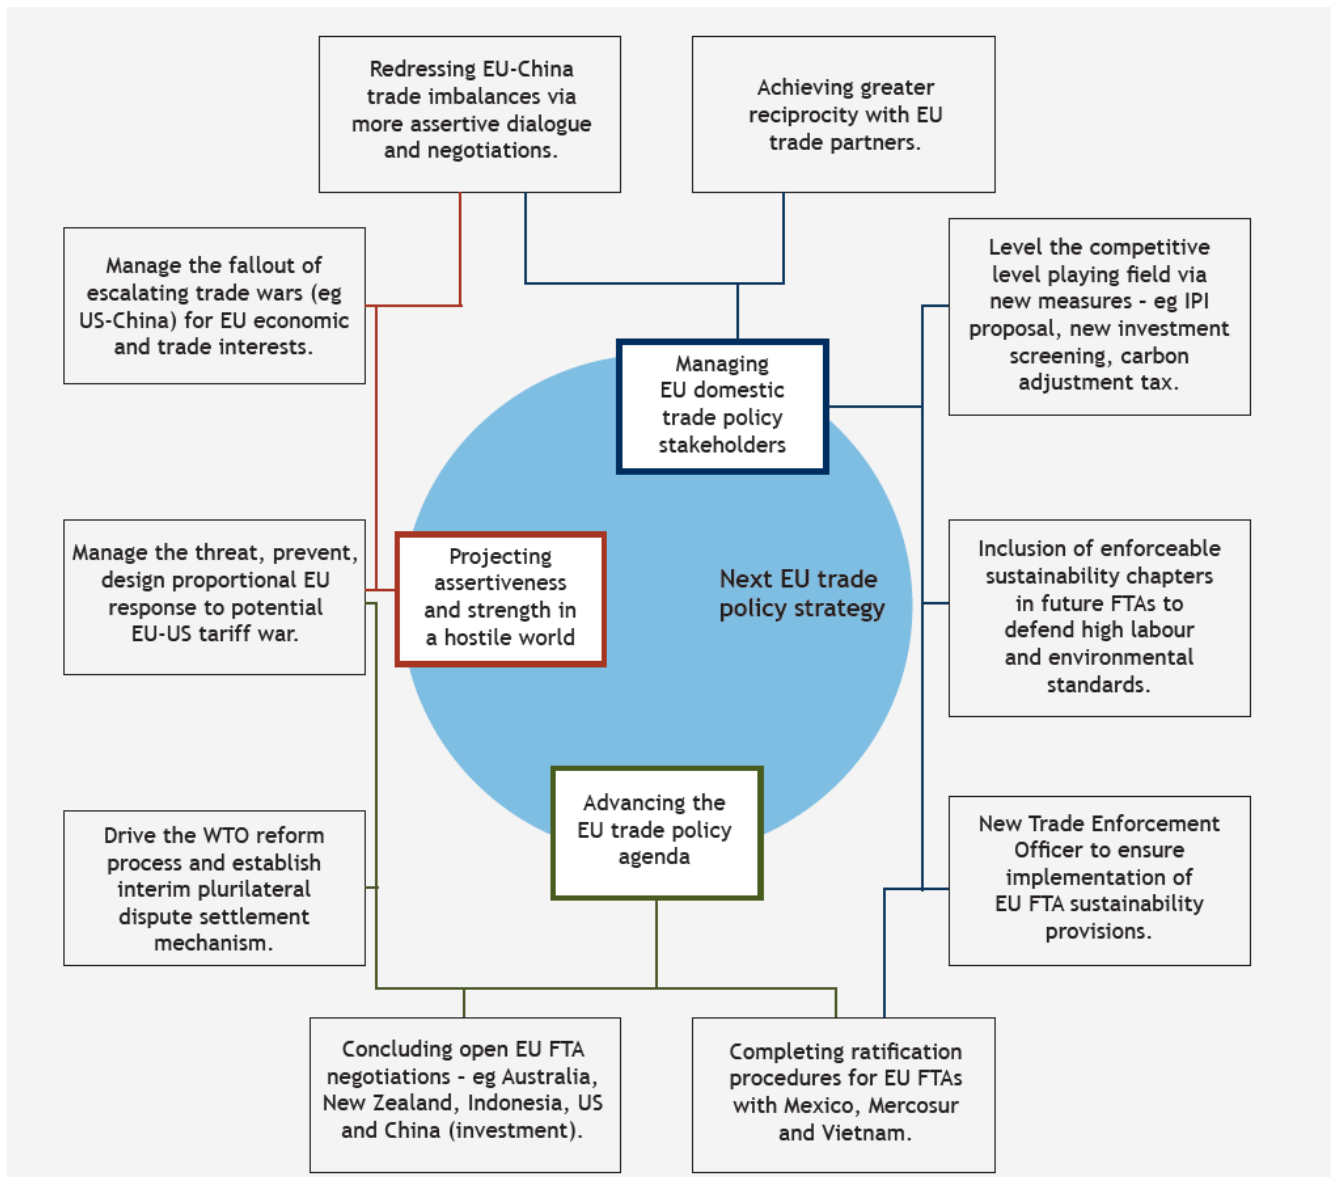 Redressing EU-China
trade imbalances via
more assertive dialogue
and negotiations.
Achieving greater
reciprocity with EU
trade partners.
Manage the fallout of
escalating trade wars (eg
US-China) for EU economic
and trade interests.
Level the competitive
level playing field via
new measures – eg IPI
proposal, new investment
screening, carbon
adjustment tax.
Managing
EU domestic
trade policy
stakeholders
Manage the threat, prevent,
design proportional EU
response to potential
EU-US tariff war.
Projecting
assertiveness
and strength in
a hostile world
Next EU trade
policy strategy
Inclusion of enforceable
sustainability chapters
in future FTAs to
defend high labour
and environmental
standards.
Advancing the
EU trade policy
agenda
Drive the WTO reform
process and establish
interim plurilateral
dispute settlement
mechanism.
New Trade Enforcement
Officer to ensure
implementation of
EU FTA sustainability
provisions.
Concluding open EU FTA
negotiations – eg Australia,
New Zealand, Indonesia, US
and China (investment).
Completing ratification
procedures for EU FTAs
with Mexico, Mercosur
and Vietnam.